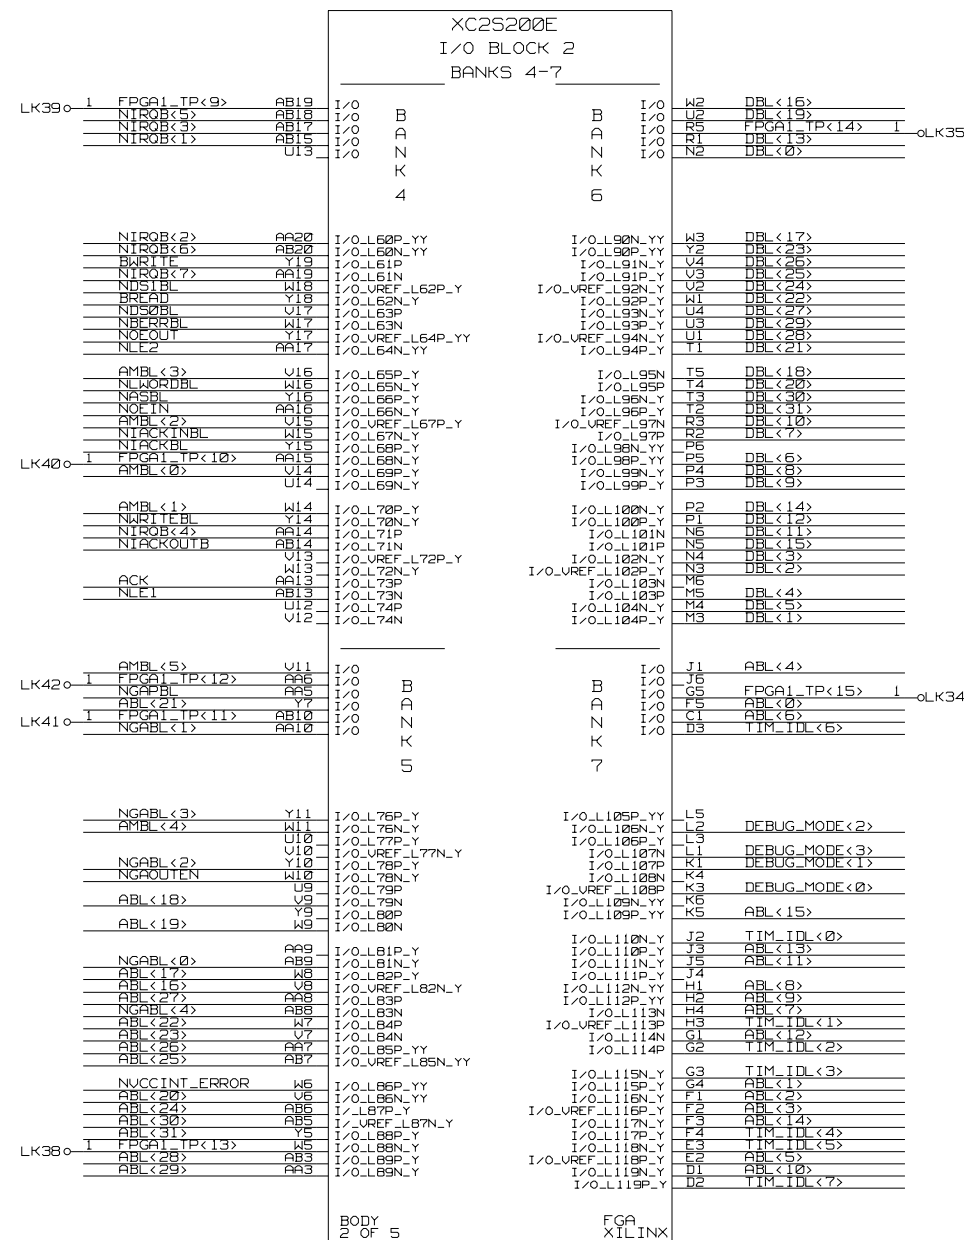 XC2S200E
I/O BLOCK 2
BANKS 4-7
LK39 1 FPGA1_TP<9> AB19 I/O I/O W2 DBL<16>
NIRQB<5> AB18 I/O B B I/O U2 DBL<19>
NIRQB<3> AB17 I/O A A I/O R5 FPGA1_TP<14> 1 LK35
NIRQB<1> AB15 I/O N N I/O R1 DBL<13>
U13 I/O K K I/O N2 DBL<0>
4 6
NIRQB<2> AA20 I/O_L60P_YY I/O_L90N_YY W3 DBL<17>
NIRQB<6> AB20 I/O_L60N_YY I/O_L90P_YY Y2 DBL<23>
BWRITE Y19 I/O_L61P I/O_L91N_Y V4 DBL<26>
NIRQB<7> AA19 I/O_L61N I/O_L91P_Y V3 DBL<25>
NDS1BL W18 I/O_VREF_L62P_Y I/O_VREF_L92N_Y V2 DBL<24>
BREAD Y18 I/O_L62N_Y I/O_L92P_Y W1 DBL<22>
NDS0BL V17 I/O_L63P I/O_L93N_Y U4 DBL<27>
NBERRBL W17 I/O_L63N I/O_L93P_Y U3 DBL<29>
NOEOUT Y17 I/O_VREF_L64P_YY I/O_VREF_L94N_Y U1 DBL<28>
NLE2 AA17 I/O_L64N_YY I/O_L94P_Y T1 DBL<21>
AMBL<3> V16 I/O_L65P_Y I/O_L95N T5 DBL<18>
NLWORDBL W16 I/O_L65N_Y I/O_L95P T4 DBL<20>
NASBL Y16 I/O_L66P_Y I/O_L96N_Y T3 DBL<30>
NOEIN AA16 I/O_L66N_Y I/O_L96P_Y T2 DBL<31>
AMBL<2> V15 I/O_VREF_L67P_Y I/O_VREF_L97N R3 DBL<10>
NIACKINBL W15 I/O_L67N_Y I/O_L97P R2 DBL<7>
NIACKBL Y15 I/O_L68P_Y I/O_L98N_YY P6
LK40 1 FPGA1_TP<10> AA15 I/O_L68N_Y I/O_L98P_YY P5 DBL<6>
AMBL<0> V14 I/O_L69P_Y I/O_L99N_Y P4 DBL<8>
U14 I/O_L69N_Y I/O_L99P_Y P3 DBL<9>
AMBL<1> W14 I/O_L70P_Y I/O_L100N_Y P2 DBL<14>
NWRITEBL Y14 I/O_L70N_Y I/O_L100P_Y P1 DBL<12>
NIRQB<4> AA14 I/O_L71P I/O_L101N N6 DBL<11>
NIACKOUTB AB14 I/O_L71N I/O_L101P N5 DBL<15>
V13 I/O_VREF_L72P_Y I/O_L102N_Y N4 DBL<3>
W13 I/O_L72N_Y I/O_VREF_L102P_Y N3 DBL<2>
ACK AA13 I/O_L73P I/O_L103N M6
NLE1 AB13 I/O_L73N I/O_L103P M5 DBL<4>
U12 I/O_L74P I/O_L104N_Y M4 DBL<5>
V12 I/O_L74N I/O_L104P_Y M3 DBL<1>
AMBL<5> V11 I/O I/O J1 ABL<4>
LK42 1 FPGA1_TP<12> AA6 I/O B B I/O J6
NGAPBL AA5 I/O A A I/O G5 FPGA1_TP<15> 1 LK34
ABL<21> Y7 I/O N N I/O F5 ABL<0>
LK41 1 FPGA1_TP<11> AB10 I/O K K I/O C1 ABL<6>
NGABL<1> AA10 I/O I/O D3 TIM_IDL<6>
5 7
NGABL<3> Y11 I/O_L76P_Y I/O_L105P_YY L5
AMBL<4> W11 I/O_L76N_Y I/O_L106N_Y L2 DEBUG_MODE<2>
U10 I/O_L77P_Y I/O_L106P_Y L3
V10 I/O_VREF_L77N_Y I/O_L107N L1 DEBUG_MODE<3>
NGABL<2> Y10 I/O_L78P_Y I/O_L107P K1 DEBUG_MODE<1>
NGAOUTEN W10 I/O_L78N_Y I/O_L108N K4
U9 I/O_L79P I/O_VREF_L108P K3 DEBUG_MODE<0>
ABL<18> V9 I/O_L79N I/O_L109N_YY K6
Y9 I/O_L80P I/O_L109P_YY K5 ABL<15>
ABL<19> W9 I/O_L80N I/O_L110N_Y J2 TIM_IDL<0>
AA9 I/O_L81P_Y I/O_L110P_Y J3 ABL<13>
NGABL<0> AB9 I/O_L81N_Y I/O_L111N_Y J5 ABL<11>
ABL<17> W8 I/O_L82P_Y I/O_L111P_Y J4
ABL<16> V8 I/O_VREF_L82N_Y I/O_L112N_YY H1 ABL<8>
ABL<27> AA8 I/O_L83P I/O_L112P_YY H2 ABL<9>
NGABL<4> AB8 I/O_L83N I/O_L113N H4 ABL<7>
ABL<22> W7 I/O_L84P I/O_VREF_L113P H3 TIM_IDL<1>
ABL<23> V7 I/O_L84N I/O_L114N G1 ABL<12>
ABL<26> AA7 I/O_L85P_YY I/O_L114P G2 TIM_IDL<2>
ABL<25> AB7 I/O_VREF_L85N_YY
NVCCINT_ERROR W6 I/O_L86P_YY I/O_L115N_Y G3 TIM_IDL<3>
ABL<20> V6 I/O_L86N_YY I/O_L115P_Y G4 ABL<1>
ABL<24> AB6 I/_L87P_Y I/O_L116N_Y F1 ABL<2>
ABL<30> AB5 I/_VREF_L87N_Y I/O_VREF_L116P_Y F2 ABL<3>
ABL<31> Y5 I/O_L88P_Y I/O_L117N_Y F3 ABL<14>
LK38 1 FPGA1_TP<13> W5 I/O_L88N_Y I/O_L117P_Y F4 TIM_IDL<4>
ABL<28> AB3 I/O_L89P_Y I/O_L118N_Y E3 TIM_IDL<5>
ABL<29> AA3 I/O_L89N_Y I/O_VREF_L118P_Y E2 ABL<5>
I/O_L119N_Y D1 ABL<10>
I/O_L119P_Y D2 TIM_IDL<7>
BODY FGA
2 OF 5 XILINX